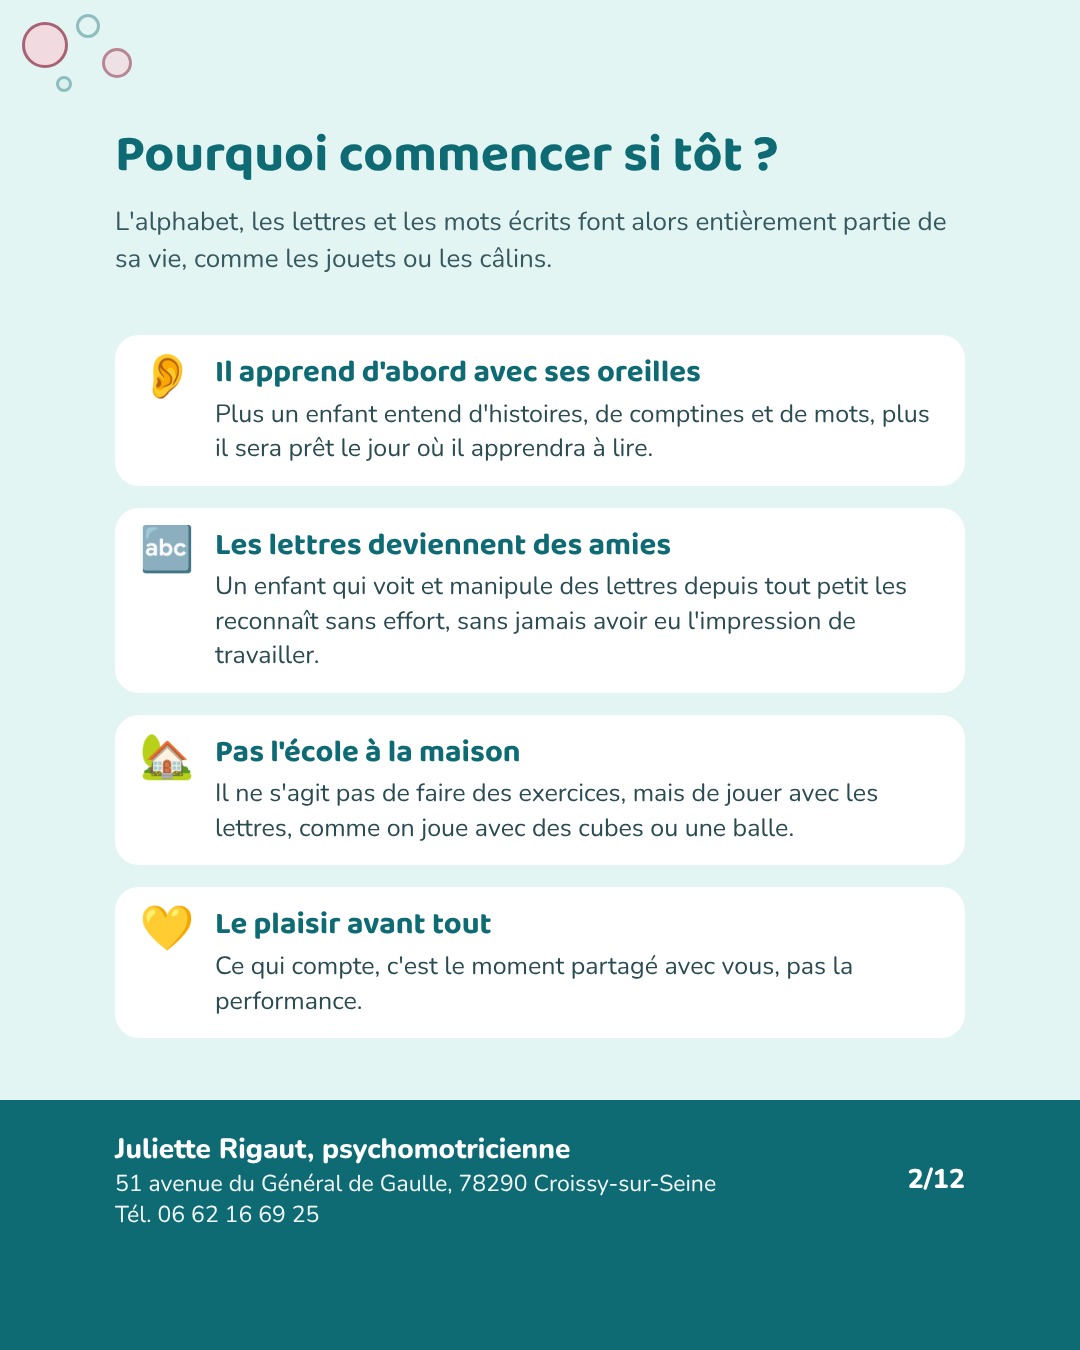 Pourquoi commencer si tôt ?
L'alphabet, les lettres et les mots écrits font alors entièrement partie de
sa vie, comme les jouets ou les câlins.
Il apprend d'abord avec ses oreilles
Plus un enfant entend d'histoires, de comptines et de mots, plus
il sera prêt le jour où il apprendra à lire.
abc
Les lettres deviennent des amies
Un enfant qui voit et manipule des lettres depuis tout petit les
reconnaît sans effort, sans jamais avoir eu l'impression de
travailler.
Pas l'école à la maison
Il ne s'agit pas de faire des exercices, mais de jouer avec les
lettres, comme on joue avec des cubes ou une balle.
Le plaisir avant tout
Ce qui compte, c'est le moment partagé avec vous, pas la
performance.
Juliette Rigaut, psychomotricienne
51 avenue du Général de Gaulle, 78290 Croissy-sur-Seine
Tél. 06 62 16 69 25
2/12